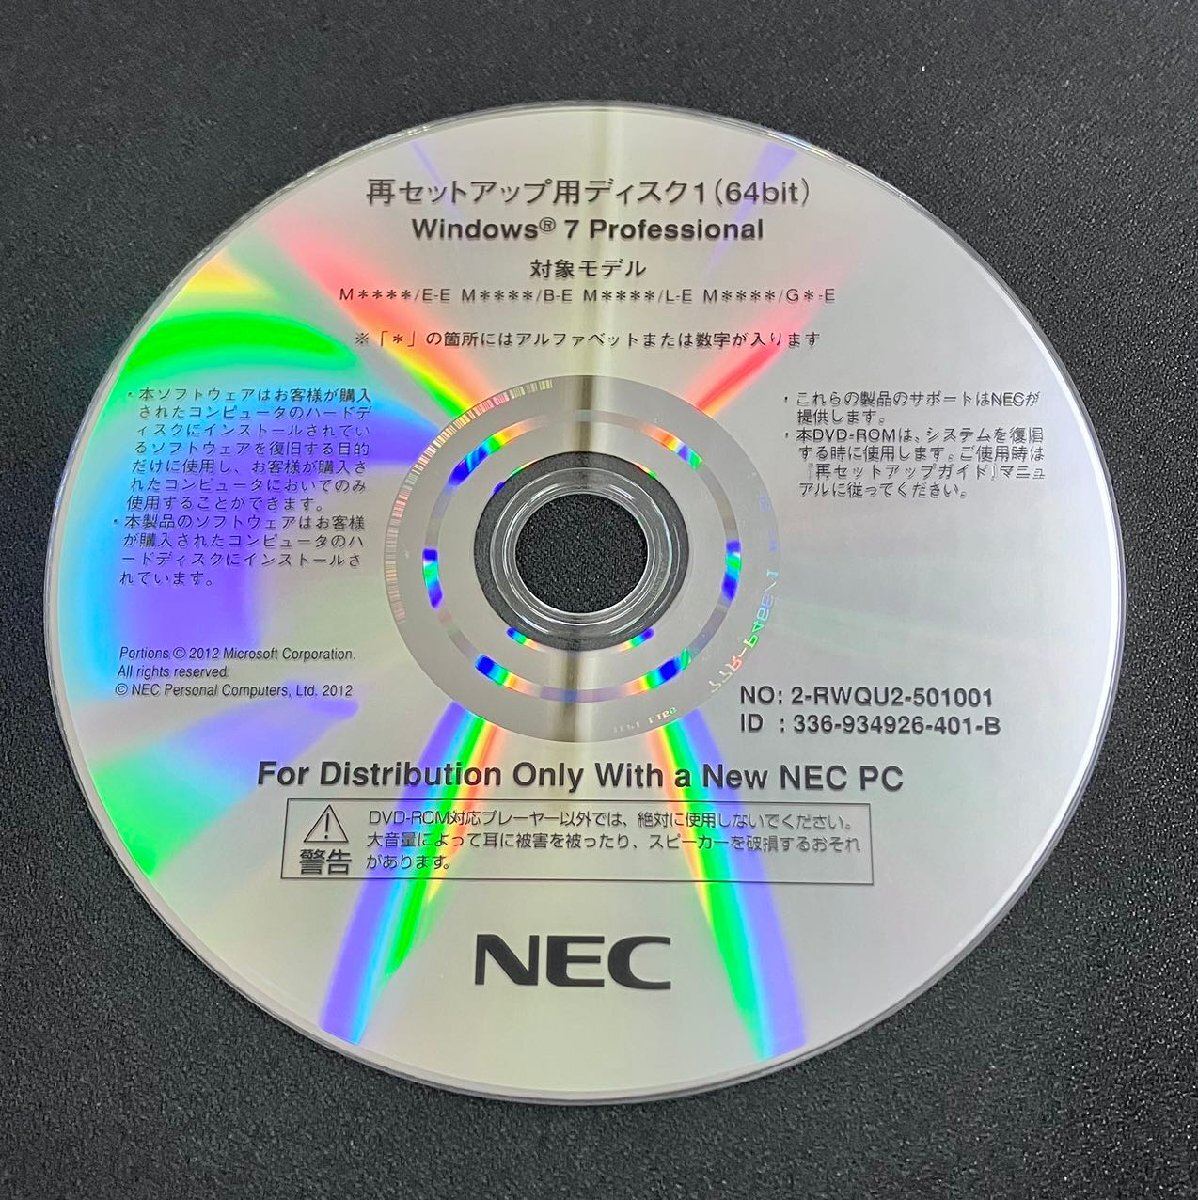 再セットアップ用ディスク1(64bit)
Windows® 7 Professional
対象モデル
M****/E-E M****/B-E M****/L-E M****/G*-E
※「*」の箇所にはアルファベットまたは数字が入ります
・本ソフトウェアはお客様が購入
されたコンピュータのハードデ
ィスクにインストールされてい
るソフトウェアを復旧する目的
だけに使用し、お客様が購入さ
れたコンピュータにおいてのみ
使用することができます。
・本製品のソフトウェアはお客様
が購入されたコンピュータのハ
ードディスクにインストールさ
れています。
・これらの製品のサポートはNECが
提供します。
・本DVD-ROMは、システムを復旧
する時に使用します。ご使用時は
『再セットアップガイド』マニュ
アルに従ってください。
Portions © 2012 Microsoft Corporation.
All rights reserved.
© NEC Personal Computers, Ltd. 2012
NO: 2-RWQU2-501001
ID : 336-934926-401-B
For Distribution Only With a New NEC PC
警告
DVD-ROM対応プレーヤー以外では、絶対に使用しないでください。
大音量によって耳に被害を被ったり、スピーカーを破損するおそれ
があります。
NEC